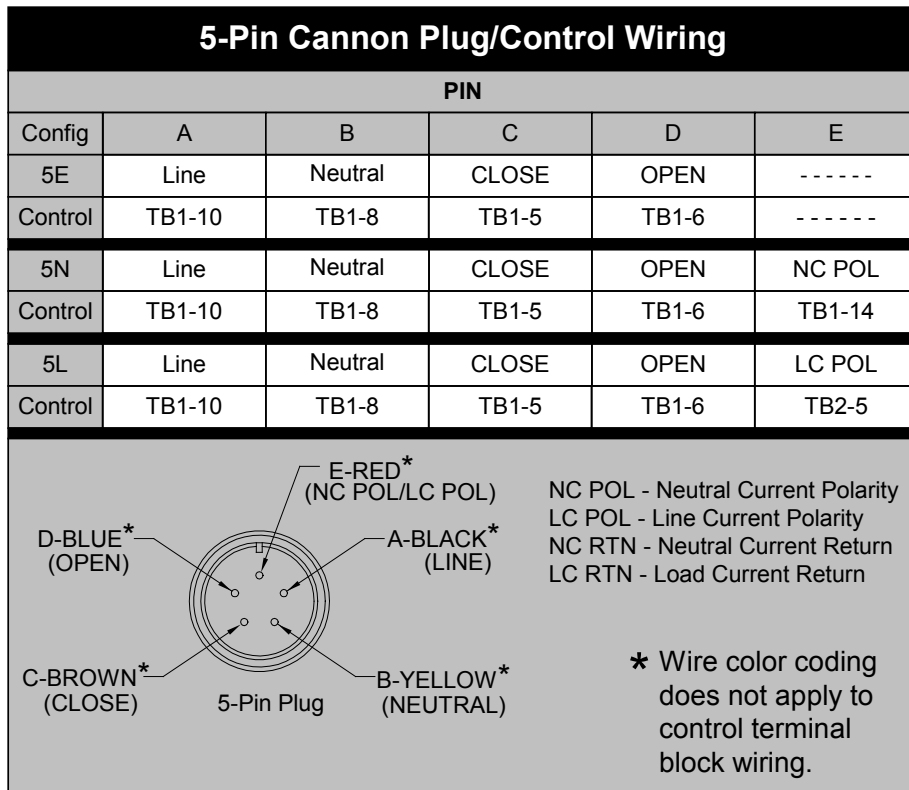 5-Pin Cannon Plug/Control Wiring
PIN
Config A B C D E
5E Line Neutral CLOSE OPEN ------
Control TB1-10 TB1-8 TB1-5 TB1-6 ------
5N Line Neutral CLOSE OPEN NC POL
Control TB1-10 TB1-8 TB1-5 TB1-6 TB1-14
5L Line Neutral CLOSE OPEN LC POL
Control TB1-10 TB1-8 TB1-5 TB1-6 TB2-5
E-RED*
(NC POL/LC POL)
D-BLUE*
(OPEN)
A-BLACK*
(LINE)
C-BROWN*
(CLOSE)
5-Pin Plug
B-YELLOW*
(NEUTRAL)
NC POL - Neutral Current Polarity
LC POL - Line Current Polarity
NC RTN - Neutral Current Return
LC RTN - Load Current Return
* Wire color coding
does not apply to
control terminal
block wiring.